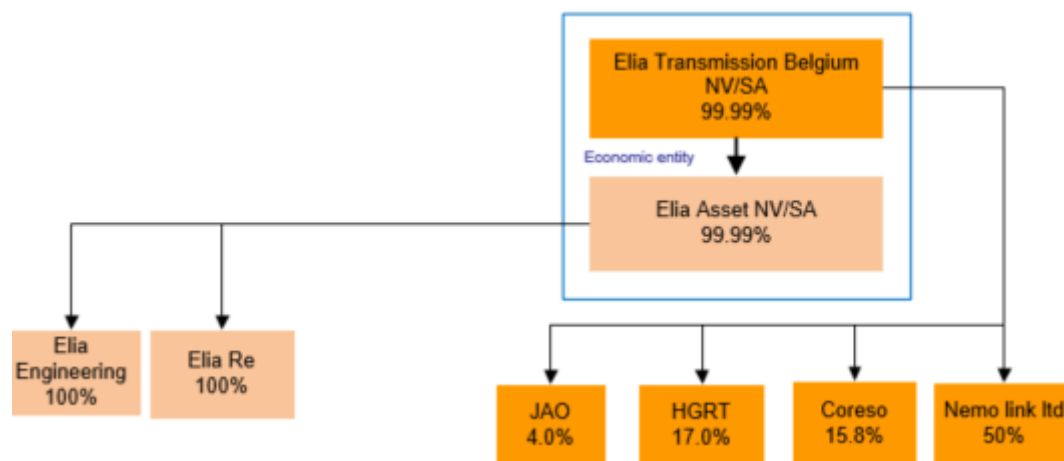 Elia Transmission Belgium
NV/SA
99.99%
Economic entity
Elia Asset NV/SA
99.99%
Elia
Engineering
100%
Elia Re
100%
JAO
4.0%
HGRT
17.0%
Coreso
15.8%
Nemo link ltd
50%